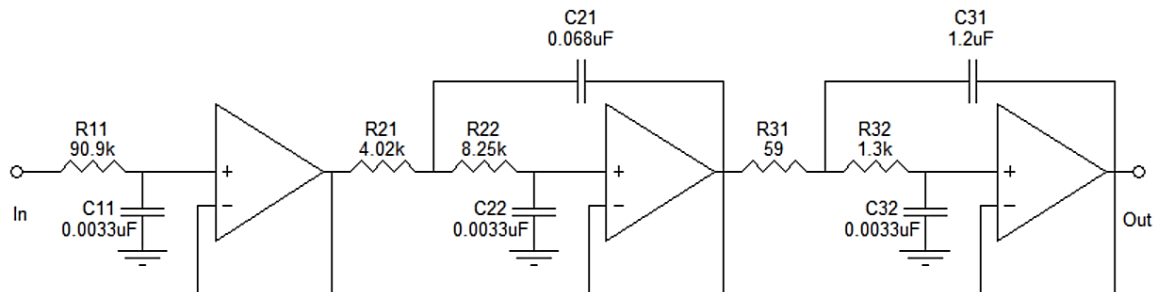 C21
0.068uF
C31
1.2uF
R11
90.9k
R21
4.02k
R22
8.25k
R31
59
R32
1.3k
+
+
+
−
−
−
In
C11
0.0033uF
C22
0.0033uF
C32
0.0033uF
Out